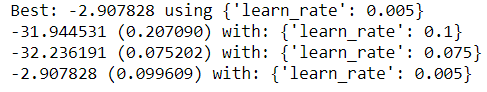 Best: -2.907828 using {'learn_rate': 0.005}
-31.944531 (0.207090) with: {'learn_rate': 0.1}
-32.236191 (0.075202) with: {'learn_rate': 0.075}
-2.907828 (0.099609) with: {'learn_rate': 0.005}